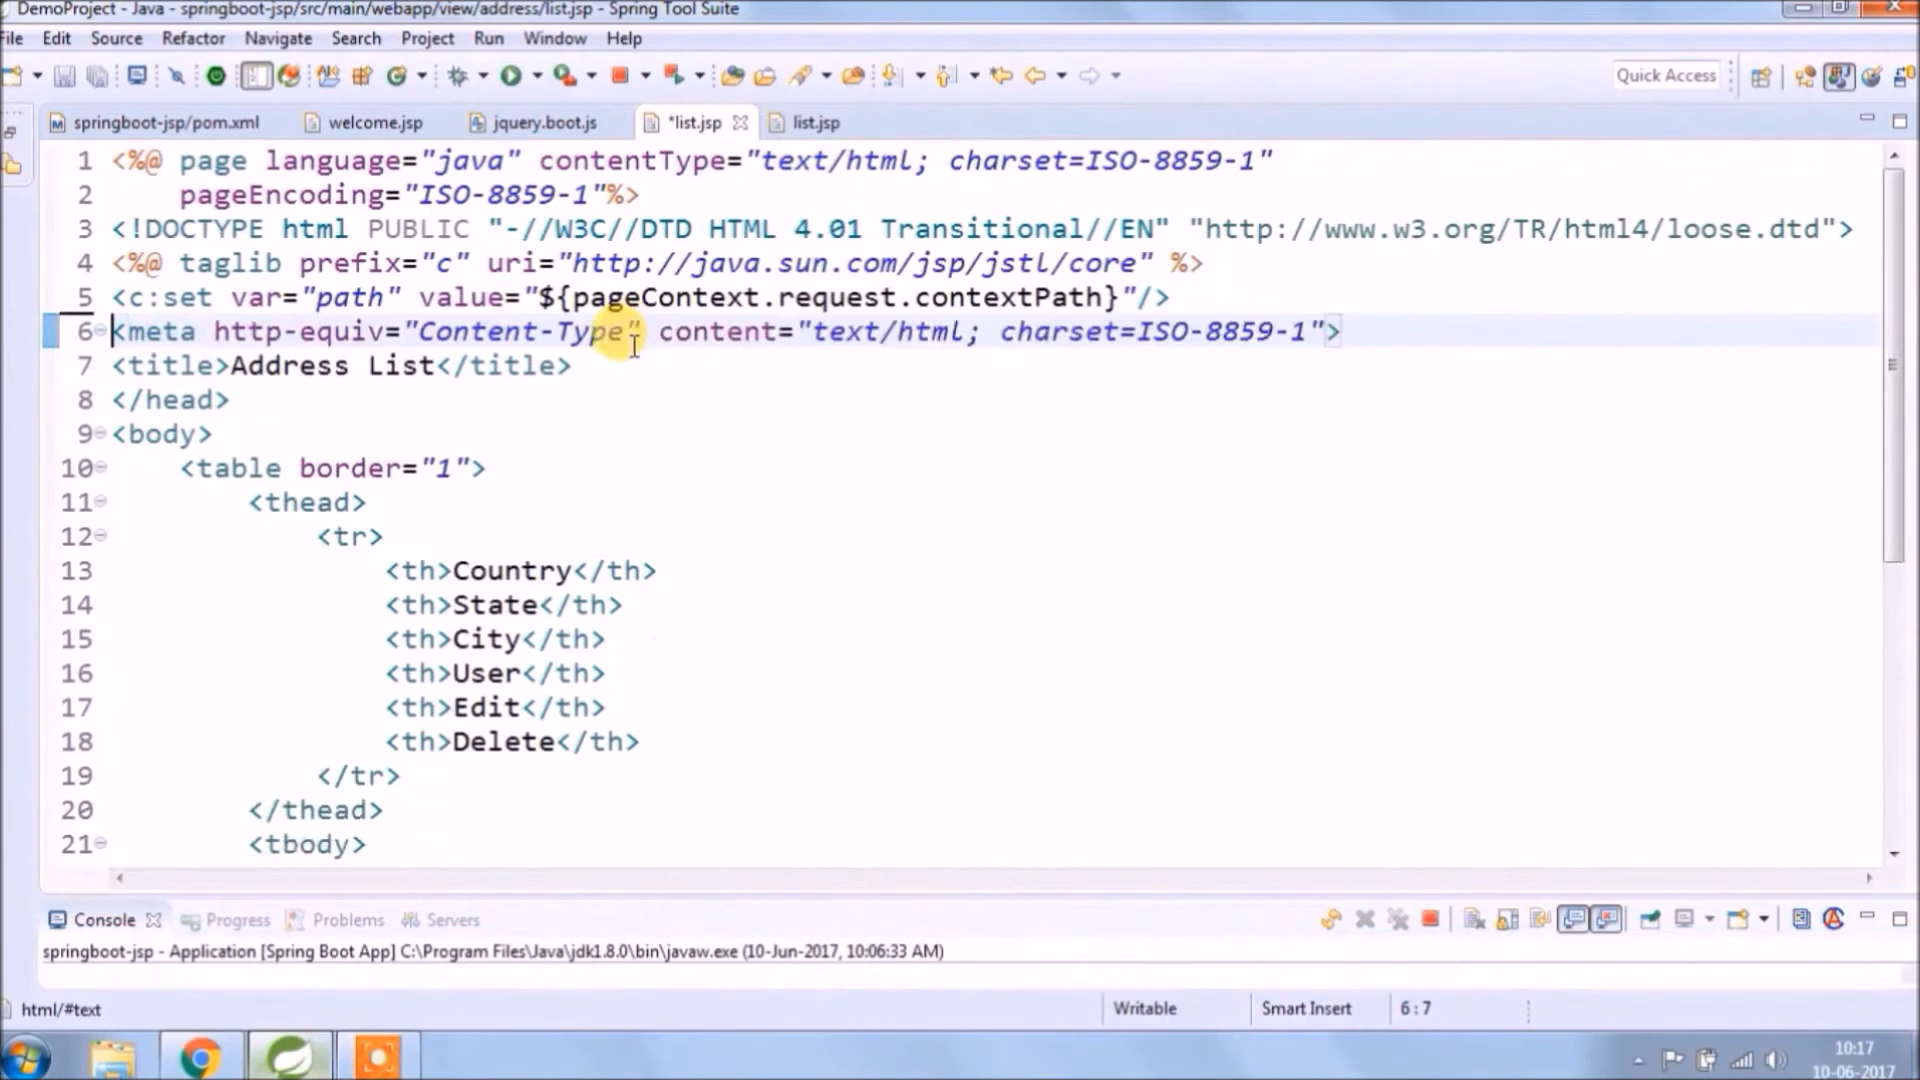 DemoProject - Java - springboot-jsp/src/main/webapp/view/address/list.jsp - Spring Tool Suite
File Edit Source Refactor Navigate Search Project Run Window Help
Quick Access
springboot-jsp/pom.xml welcome.jsp jquery.boot.js *list.jsp list.jsp
1 <%@ page language="java" contentType="text/html; charset=ISO-8859-1"
2 pageEncoding="ISO-8859-1"%>
3 <!DOCTYPE html PUBLIC "-//W3C//DTD HTML 4.01 Transitional//EN" "http://www.w3.org/TR/html4/loose.dtd">
4 <%@ taglib prefix="c" uri="http://java.sun.com/jsp/jstl/core" %>
5 <c:set var="path" value="${pageContext.request.contextPath}"/>
6 <meta http-equiv="Content-Type" content="text/html; charset=ISO-8859-1">
7 <title>Address List</title>
8 </head>
9 <body>
10 <table border="1">
11 <thead>
12 <tr>
13 <th>Country</th>
14 <th>State</th>
15 <th>City</th>
16 <th>User</th>
17 <th>Edit</th>
18 <th>Delete</th>
19 </tr>
20 </thead>
21 <tbody>
Console Progress Problems Servers
springboot-jsp - Application [Spring Boot App] C:\Program Files\Java\jdk1.8.0\bin\javaw.exe (10-Jun-2017, 10:06:33 AM)
html/#text Writable Smart Insert 6 : 7
10:17
10-06-2017